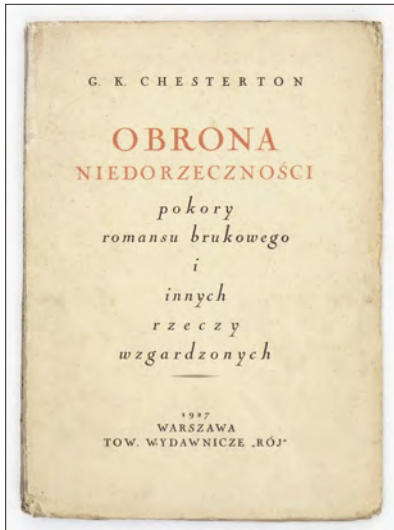 G. K. CHESTERTON
OBRONA
NIEDORZECZNOŚCI
pokory
romansu brukowego
i
innych
rzeczy
wzgardzonych
1927
WARSZAWA
TOW. WYDAWNICZE „RÓJ”